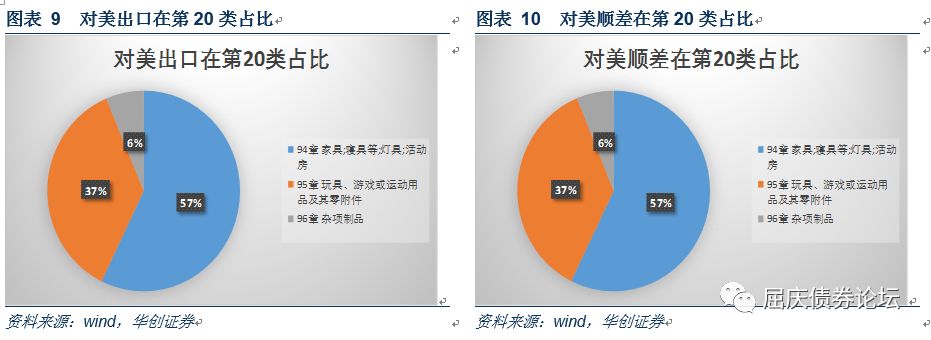 图表 9 对美出口在第 20 类占比
对美出口在第20类占比
6%
37%
57%
94章 家具;寝具等;灯具;活动
房
95章 玩具、游戏或运动用
品及其零附件
96章 杂项制品
资料来源：wind，华创证券
图表 10 对美顺差在第 20 类占比
对美顺差在第20类占比
6%
37%
57%
94章 家具;寝具等;灯具;活动
房
95章 玩具、游戏或运动用
品及其零附件
96章 杂项制品
屈庆债券论坛
资料来源：wind，华创证券